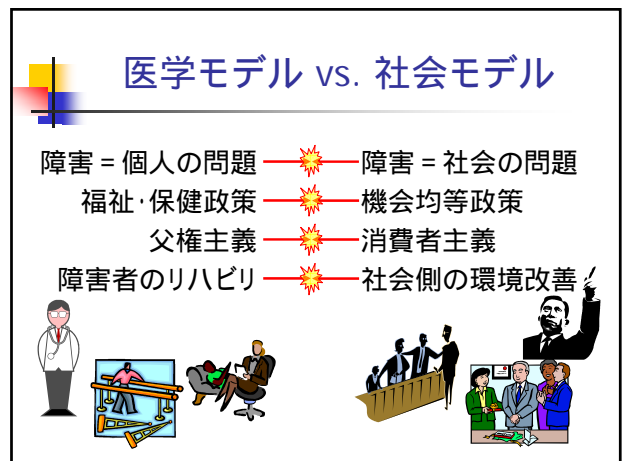 医学モデル vs. 社会モデル
障害=個人の問題 障害=社会の問題
福祉･保健政策 機会均等政策
父権主義 消費者主義
障害者のリハビリ 社会側の環境改善